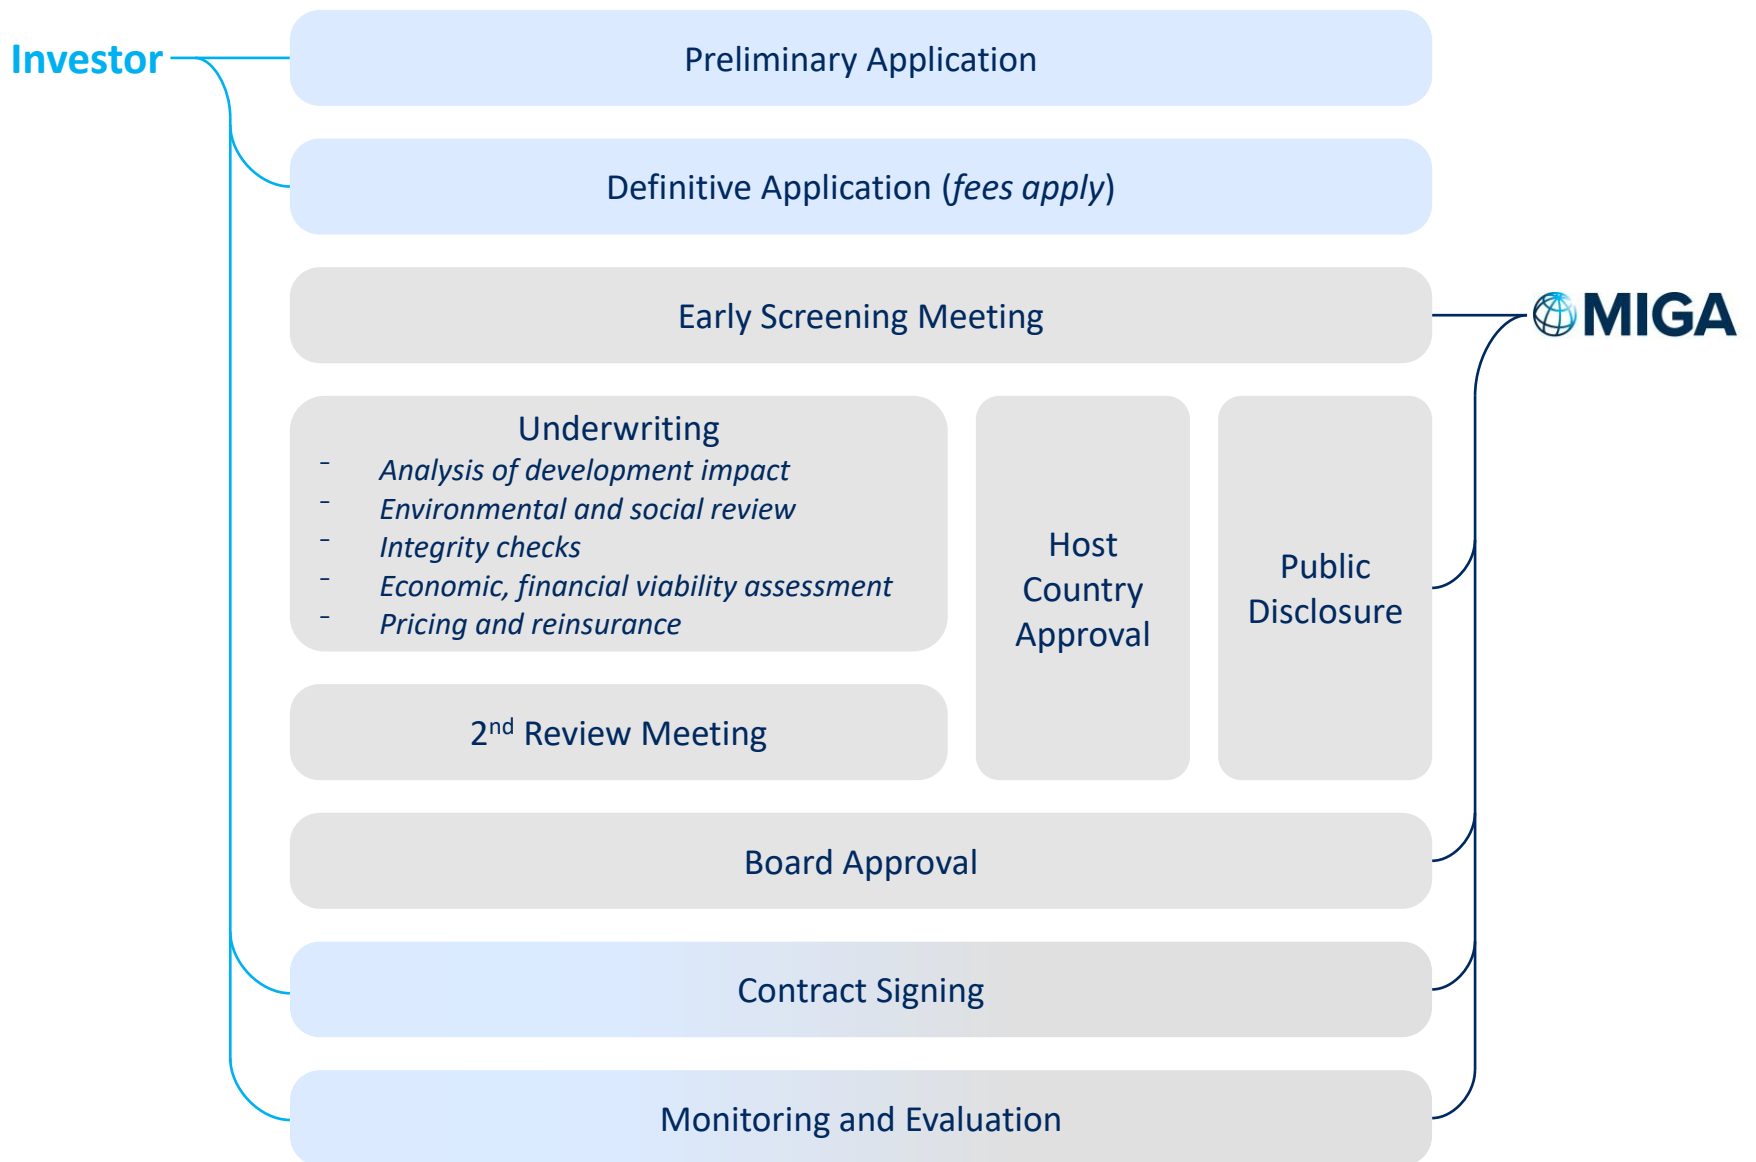 Investor
Preliminary Application
Definitive Application (fees apply)
Early Screening Meeting
MIGA
Underwriting
- Analysis of development impact
- Environmental and social review
- Integrity checks
- Economic, financial viability assessment
- Pricing and reinsurance
Host
Country
Approval
Public
Disclosure
2nd Review Meeting
Board Approval
Contract Signing
Monitoring and Evaluation